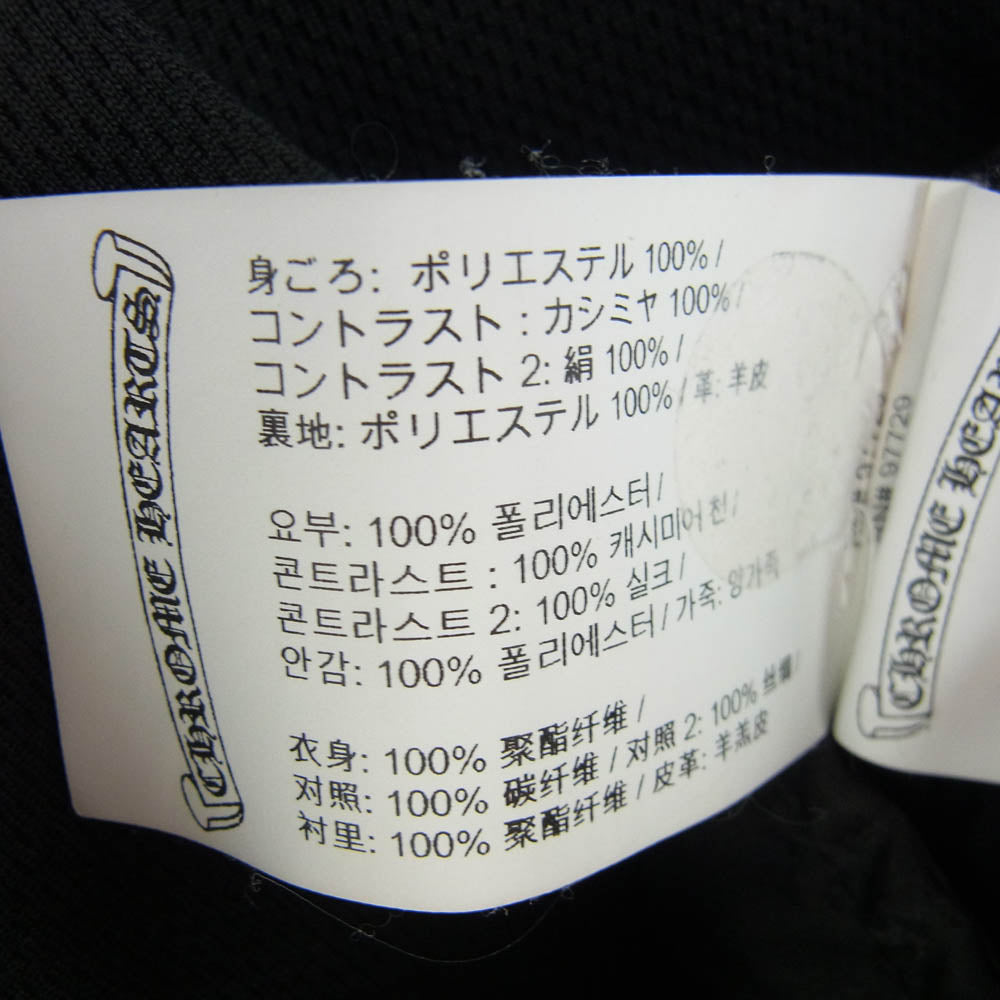 CHROME HEARTS
身ごろ: ポリエステル 100% /
コントラスト : カシミヤ 100% /
コントラスト 2: 絹 100% /
裏地: ポリエステル 100% / 革: 羊皮
요부: 100% 폴리에스터 /
콘트라스트 : 100% 캐시미어 천 /
콘트라스트 2: 100% 실크 /
안감: 100% 폴리에스터 / 가죽: 양가죽
衣身: 100% 聚酯纤维 /
对照: 100% 碳纤维 / 对照 2: 100% 丝绸 /
衬里: 100% 聚酯纤维 / 皮革: 羊羔皮
97729
CHROME HEA